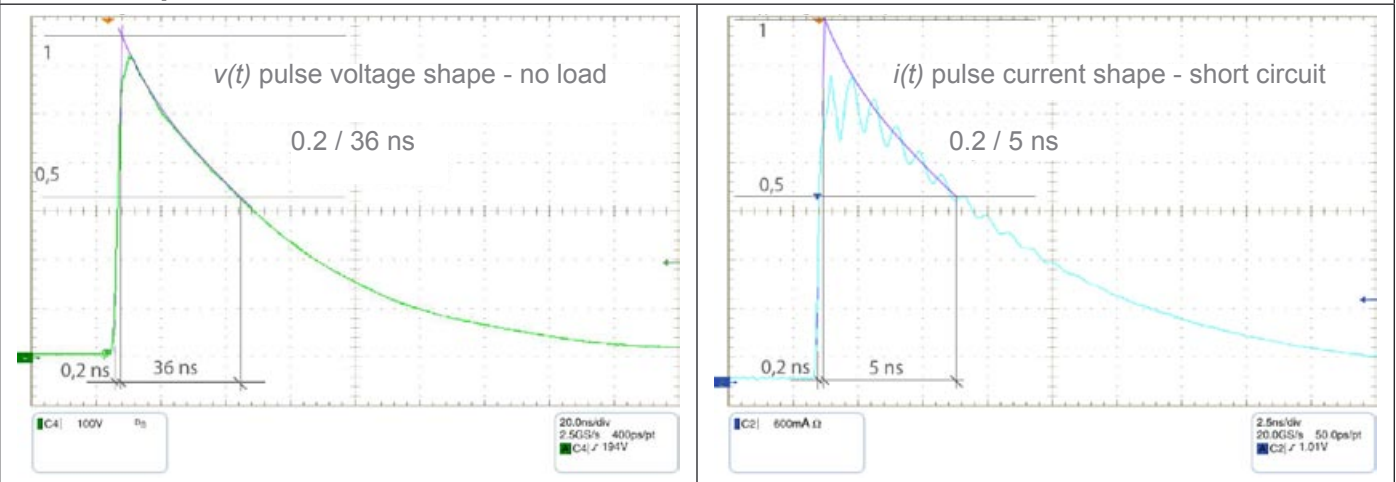 1
v(t) pulse voltage shape - no load
0.2 / 36 ns
0,5
0,2 ns
36 ns
C4 100V
20.0ns/div
2.5GS/s 400ps/pt
A C4 194V
1
i(t) pulse current shape - short circuit
0.2 / 5 ns
0,5
0,2 ns
5 ns
C2 600mA Ω
2.5ns/div
20.0GS/s 50.0ps/pt
A C2 1.01V